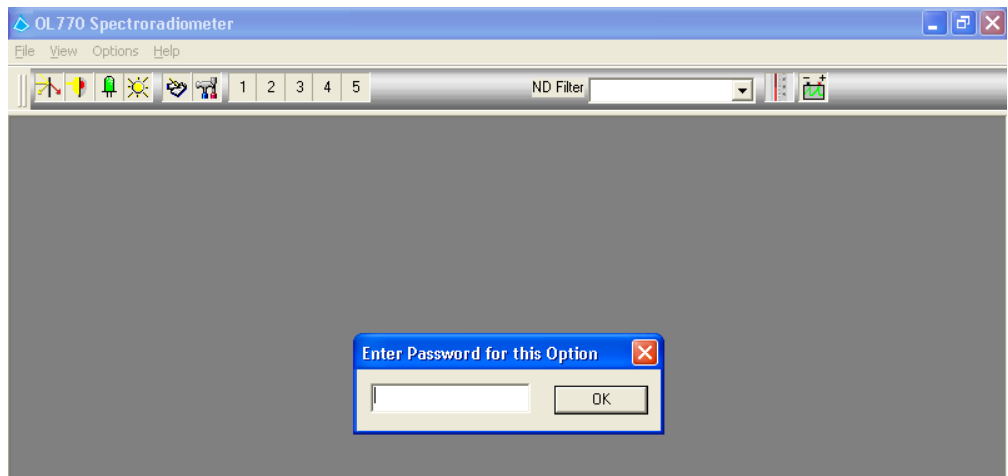 OL770 Spectroradiometer
File View Options Help
1 2 3 4 5 ND Filter
Enter Password for this Option
OK